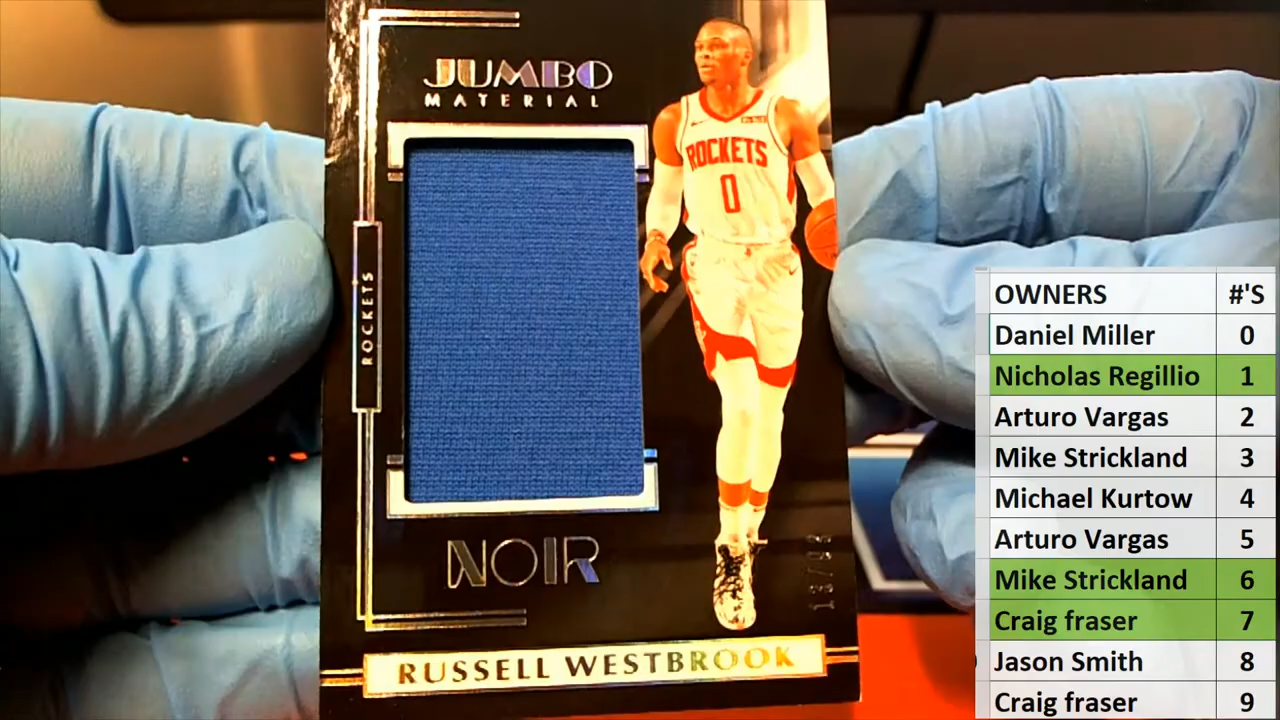 JUMBO
MATERIAL
ROCKETS
0
ROCKETS
NOIR
RUSSELL WESTBROOK
OWNERS #'S
Daniel Miller 0
Nicholas Regillio 1
Arturo Vargas 2
Mike Strickland 3
Michael Kurtow 4
Arturo Vargas 5
Mike Strickland 6
Craig fraser 7
Jason Smith 8
Craig fraser 9